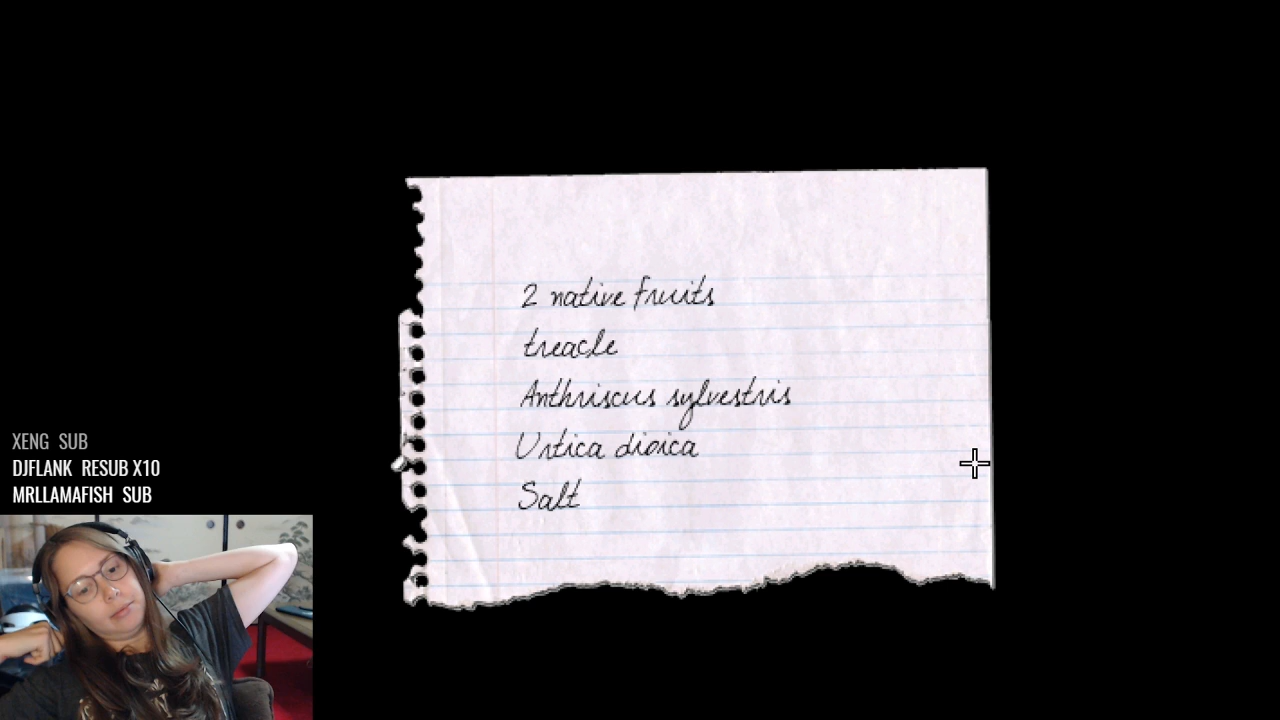 2 native fruits
treacle
Anthriscus sylvestris
Urtica dioica
Salt
XENG SUB
DJFLANK RESUB X10
MRLLAMAFISH SUB